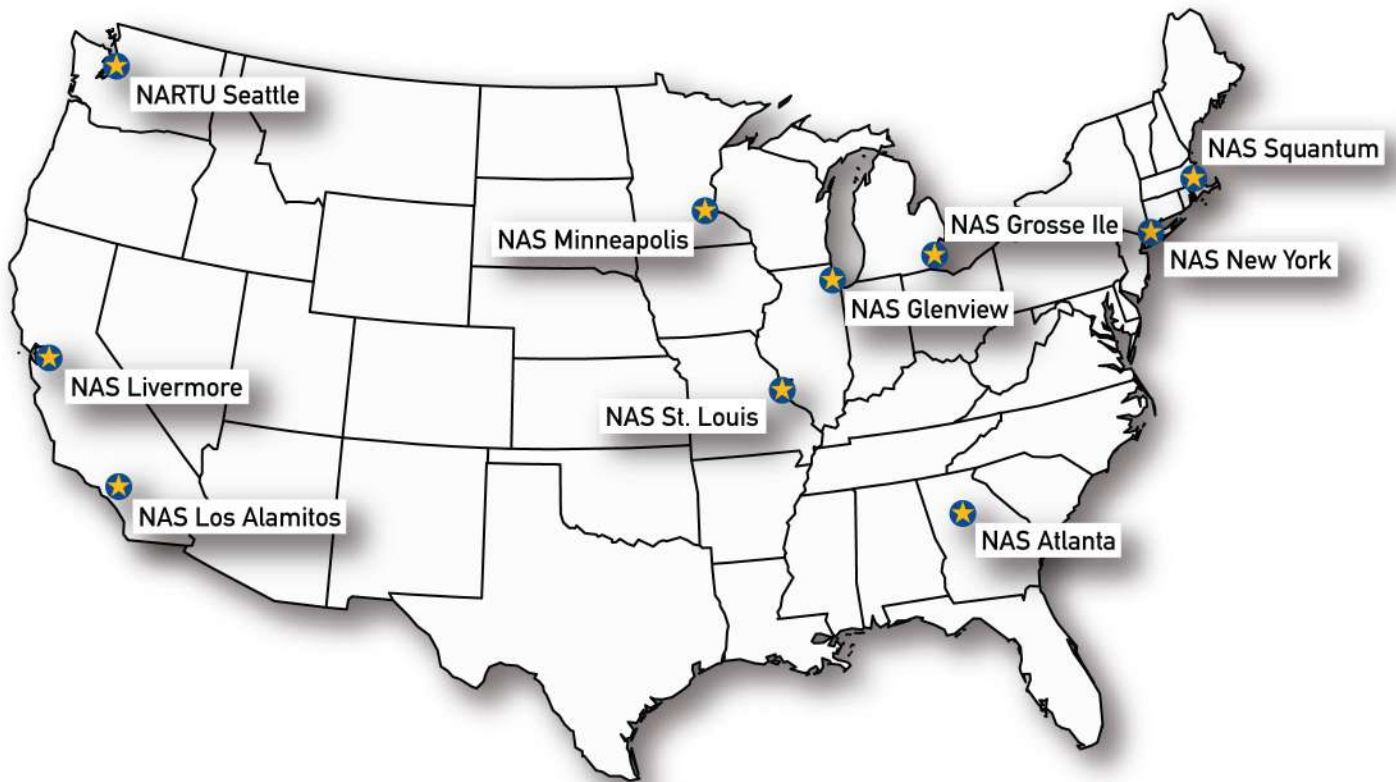 NARTU Seattle
NAS Squantum
NAS Grosse Ile
NAS Minneapolis
NAS New York
NAS Glenview
NAS Livermore
NAS St. Louis
NAS Los Alamitos
NAS Atlanta